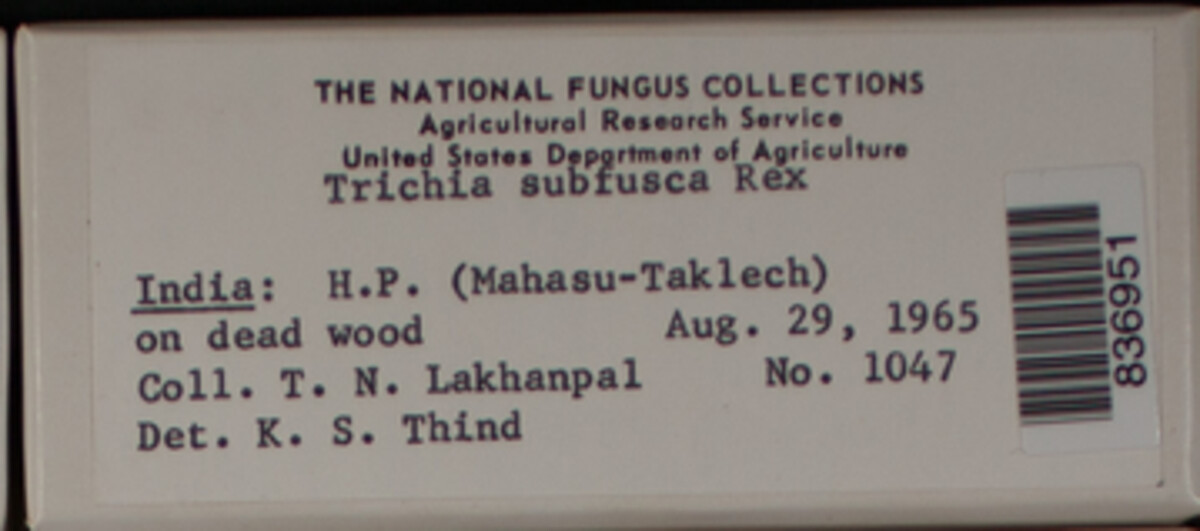 THE NATIONAL FUNGUS COLLECTIONS
Agricultural Research Service
United States Department of Agriculture
Trichia subfusca Rex
India: H.P. (Mahasu-Taklech)
on dead wood Aug. 29, 1965
Coll. T. N. Lakhanpal No. 1047
Det. K. S. Thind
836951